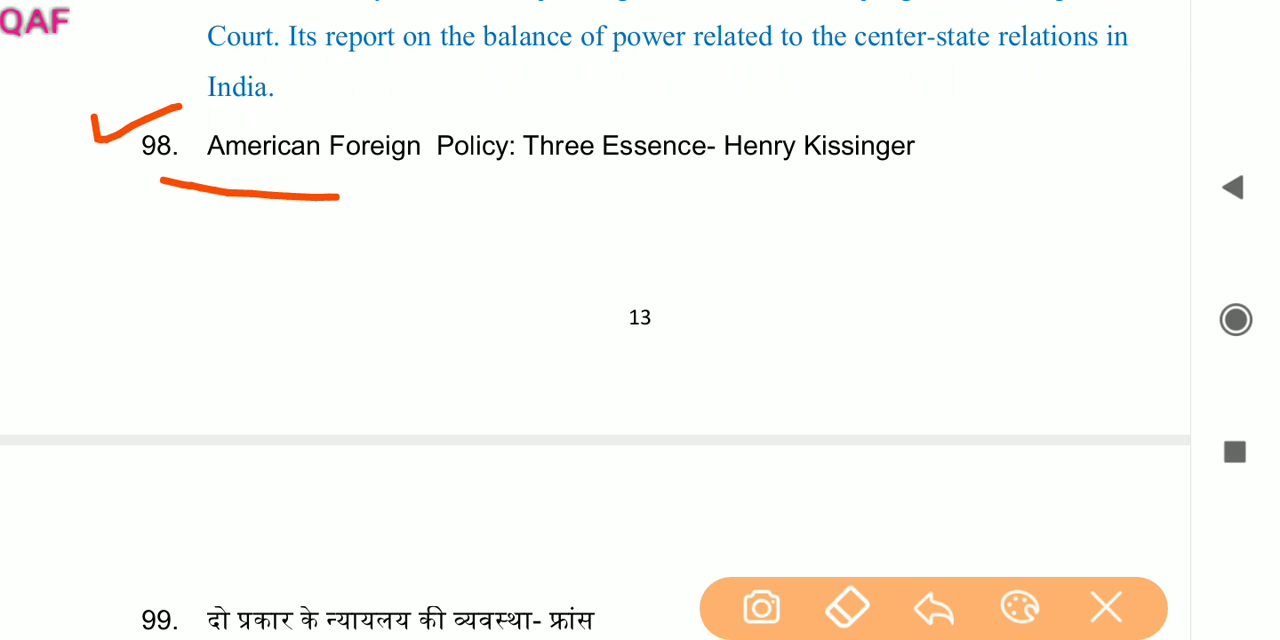 QAF
Court. Its report on the balance of power related to the center-state relations in
India.
98. American Foreign Policy: Three Essence- Henry Kissinger
13
99. दो प्रकार के न्यायलय की व्यवस्था- फ्रांस